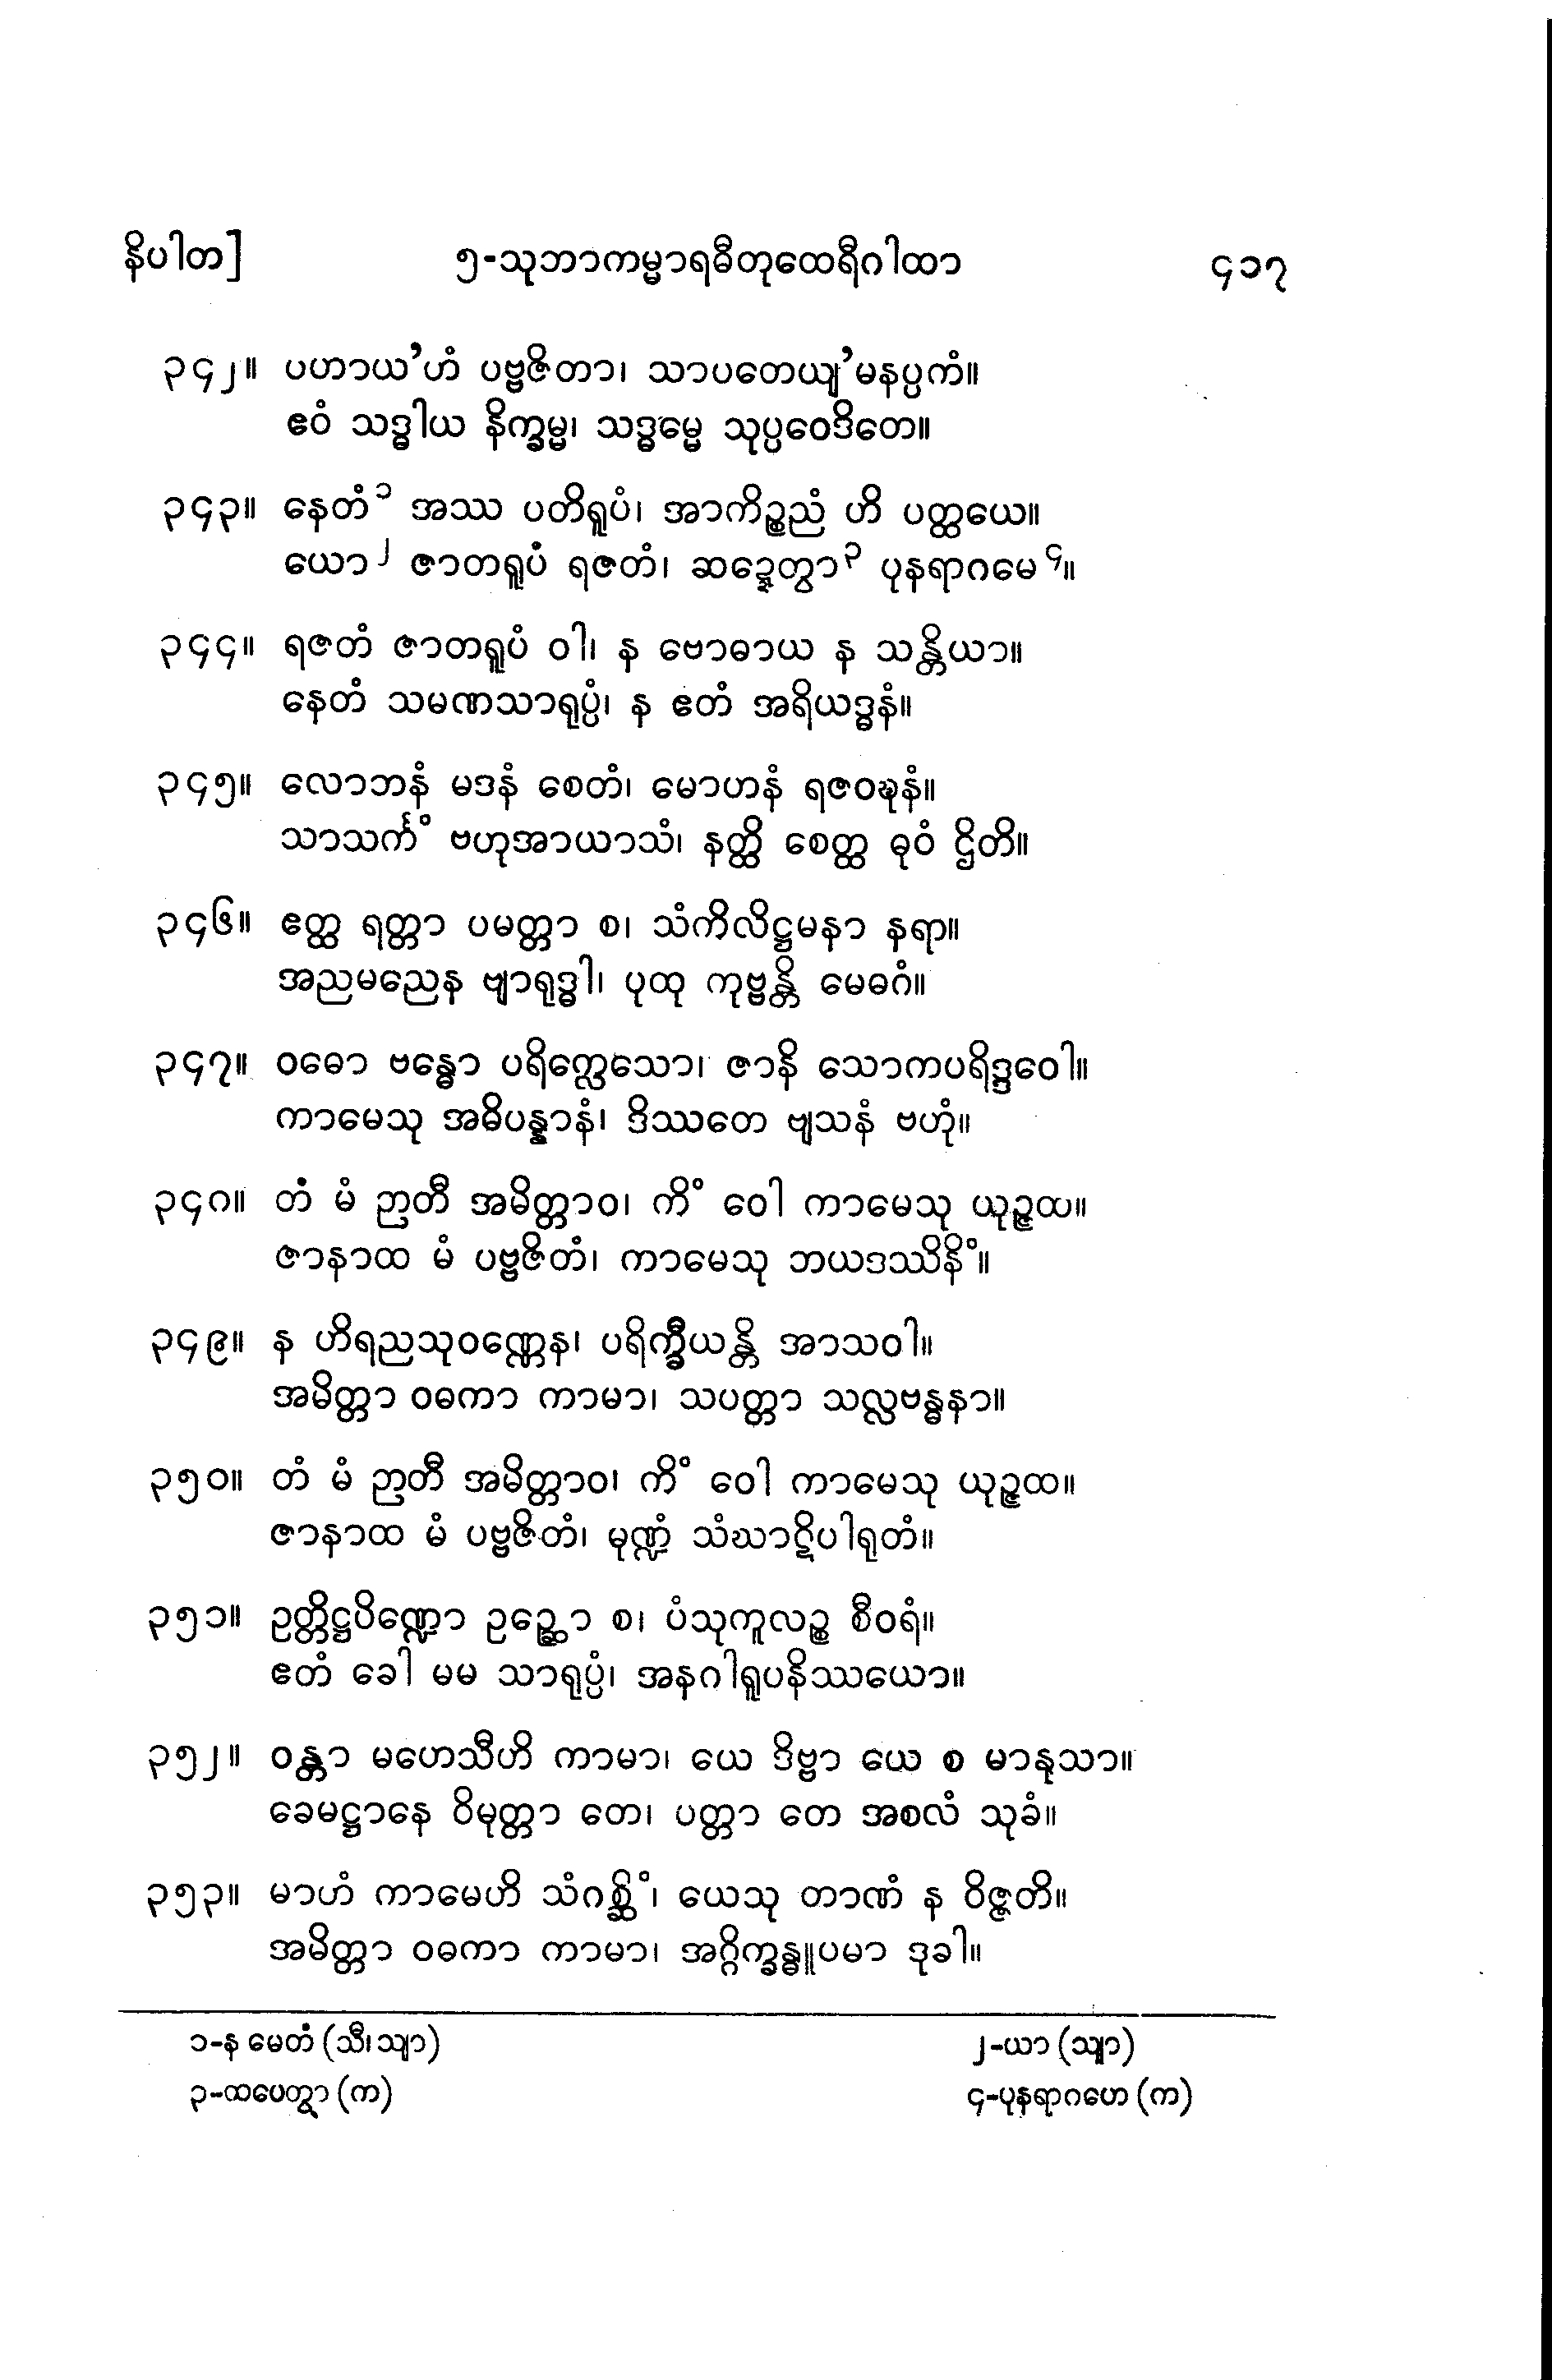 နိပါတ] ၅-သုဘာကမ္မာရဓီတုထေရီဂါထာ ၄၁၇
၃၄၂။ ပဟာယ’ဟံ ပဗ္ဗဇိတာ၊ သာပတေယျ’မနပ္ပကံ။
ဧဝံ သဒ္ဓါယ နိက္ခမ္မ၊ သဒ္ဓမ္မေ သုပ္ပဝေဒိတေ။
၃၄၃။ နေတံ၁ အဿ ပတိရူပံ၊ အာကိဉ္စညံ ဟိ ပတ္ထယေ။
ယော၂ ဇာတရူပံ ရဇတံ၊ ဆဍ္ဍေတွာ၃ ပုနရာဂမေ၄။
၃၄၄။ ရဇတံ ဇာတရူပံ ဝါ၊ န ဗောဓာယ န သန္တိယာ။
နေတံ သမဏသာရုပ္ပံ၊ န ဧတံ အရိယဒ္ဓနံ။
၃၄၅။ လောဘနံ မဒနံ စေတံ၊ မောဟနံ ရဇဝဍ္ဎနံ။
သာသင်္ကံ ဗဟုအာယာသံ၊ နတ္ထိ စေတ္ထ ဓုဝံ ဌိတိ။
၃၄၆။ ဧတ္ထ ရတ္တာ ပမတ္တာ စ၊ သံကိလိဋ္ဌမနာ နရာ။
အညမညေန ဗျာရုဒ္ဓါ၊ ပုထု ကုဗ္ဗန္တိ မေဓဂံ။
၃၄၇။ ဝဓော ဗန္ဓော ပရိက္လေသော၊ ဇာနိ သောကပရိဒ္ဒဝေါ။
ကာမေသု အဓိပန္နာနံ၊ ဒိဿတေ ဗျသနံ ဗဟုံ။
၃၄၈။ တံ မံ ဉာတီ အမိတ္တာဝ၊ ကိံ ဝေါ ကာမေသု ယုဉ္ဇထ။
ဇာနာထ မံ ပဗ္ဗဇိတံ၊ ကာမေသု ဘယဒဿိနိံ။
၃၄၉။ န ဟိရညသုဝဏ္ဏေန၊ ပရိက္ခီယန္တိ အာသဝါ။
အမိတ္တာ ဝဓကာ ကာမာ၊ သပတ္တာ သလ္လဗန္ဓနာ။
၃၅၀။ တံ မံ ဉာတီ အမိတ္တာဝ၊ ကိံ ဝေါ ကာမေသု ယုဉ္ဇထ။
ဇာနာထ မံ ပဗ္ဗဇိတံ၊ မုဏ္ဍံ သံဃာဋိပါရုတံ။
၃၅၁။ ဥတ္တိဋ္ဌပိဏ္ဍော ဥဉ္ဆော စ၊ ပံသုကူလဉ္စ စီဝရံ။
ဧတံ ခေါ မမ သာရုပ္ပံ၊ အနဂါရူပနိဿယော။
၃၅၂။ ဝန္တာ မဟေသီဟိ ကာမာ၊ ယေ ဒိဗ္ဗာ ယေ စ မာနုသာ။
ခေမဋ္ဌာနေ ဝိမုတ္တာ တေ၊ ပတ္တာ တေ အစလံ သုခံ။
၃၅၃။ မာဟံ ကာမေဟိ သံဂစ္ဆိံ၊ ယေသု တာဏံ န ဝိဇ္ဇတိ။
အမိတ္တာ ဝဓကာ ကာမာ၊ အဂ္ဂိက္ခန္ဓူပမာ ဒုခါ။
၁-န မေတံ (သီ၊ သျာ) ၂-ယာ (သျာ)
၃-ထပေတွာ (က) ၄-ပုနရာဂဟေ (က)